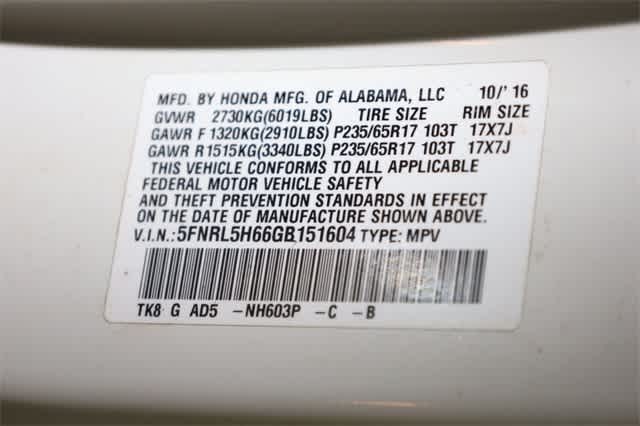 MFD. BY HONDA MFG. OF ALABAMA, LLC 10/'16
GVWR 2730KG(6019LBS) TIRE SIZE RIM SIZE
GAWR F 1320KG(2910LBS) P235/65R17 103T 17X7J
GAWR R1515KG(3340LBS) P235/65R17 103T 17X7J
THIS VEHICLE CONFORMS TO ALL APPLICABLE
FEDERAL MOTOR VEHICLE SAFETY
AND THEFT PREVENTION STANDARDS IN EFFECT
ON THE DATE OF MANUFACTURE SHOWN ABOVE.
V.I.N.:5FNRL5H66GB151604 TYPE: MPV
TK8 G AD5 -NH603P -C -B